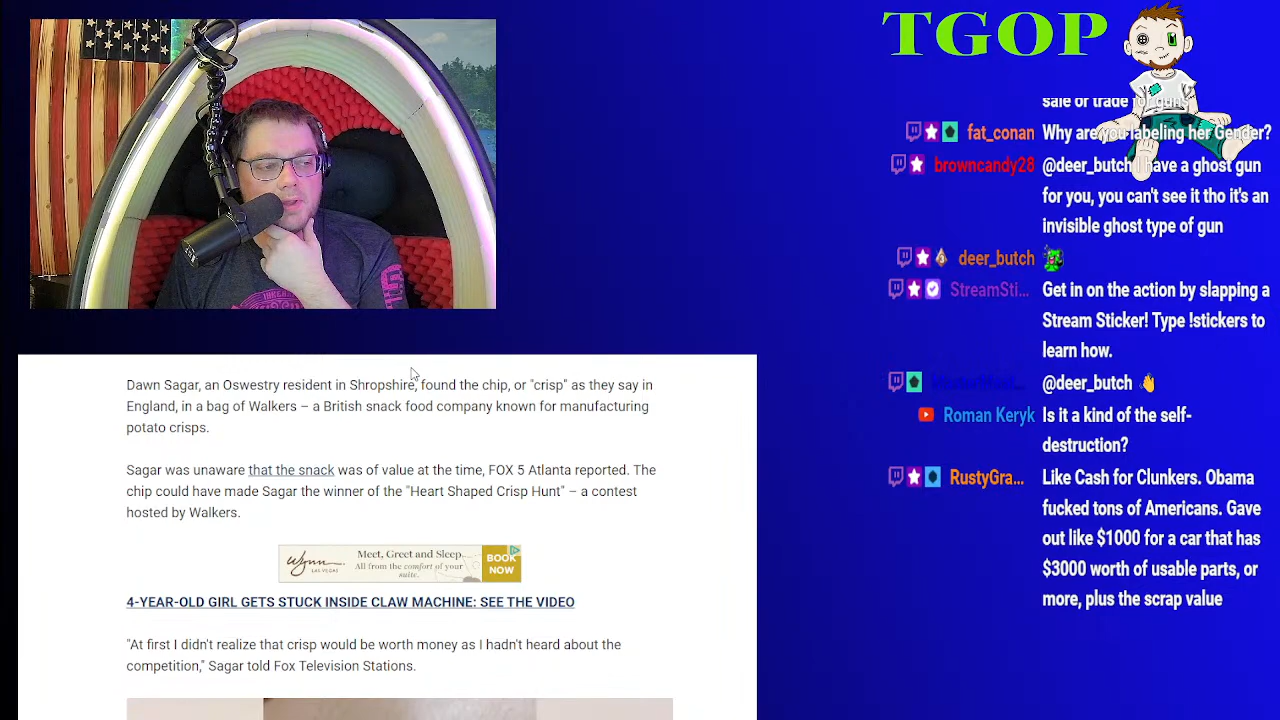 TGOP
sale or trade for guns
fat_conan Why are you labeling her Gender?
browncandy28 @deer_butch I have a ghost gun
for you, you can't see it tho it's an
invisible ghost type of gun
deer_butch
StreamSti... Get in on the action by slapping a
Stream Sticker! Type !stickers to
learn how.
@deer_butch 👋
Roman Keryk Is it a kind of the self-
destruction?
RustyGra... Like Cash for Clunkers. Obama
fucked tons of Americans. Gave
out like $1000 for a car that has
$3000 worth of usable parts, or
more, plus the scrap value
Dawn Sagar, an Oswestry resident in Shropshire, found the chip, or "crisp" as they say in
England, in a bag of Walkers – a British snack food company known for manufacturing
potato crisps.
Sagar was unaware that the snack was of value at the time, FOX 5 Atlanta reported. The
chip could have made Sagar the winner of the "Heart Shaped Crisp Hunt" – a contest
hosted by Walkers.
Wynn
LAS VEGAS
Meet, Greet and Sleep.
All from the comfort of your
suite.
BOOK
NOW
4-YEAR-OLD GIRL GETS STUCK INSIDE CLAW MACHINE: SEE THE VIDEO
"At first I didn't realize that crisp would be worth money as I hadn't heard about the
competition," Sagar told Fox Television Stations.